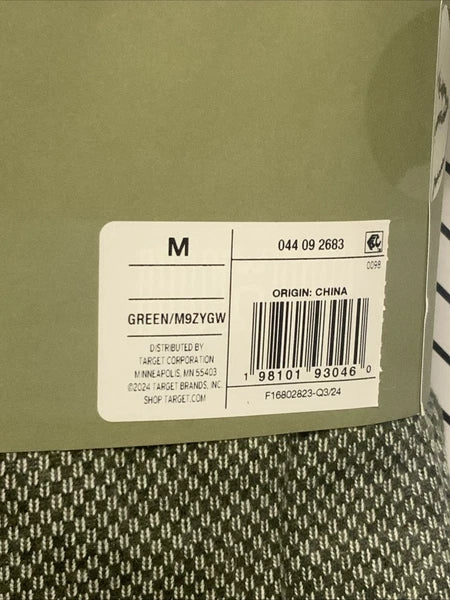 M
044 09 2683
0098
ORIGIN: CHINA
GREEN/M9ZYGW
DISTRIBUTED BY
TARGET CORPORATION
MINNEAPOLIS, MN 55403
©2024 TARGET BRANDS, INC.
SHOP TARGET.COM
1 98101 93046 0
F16802823-Q3/24